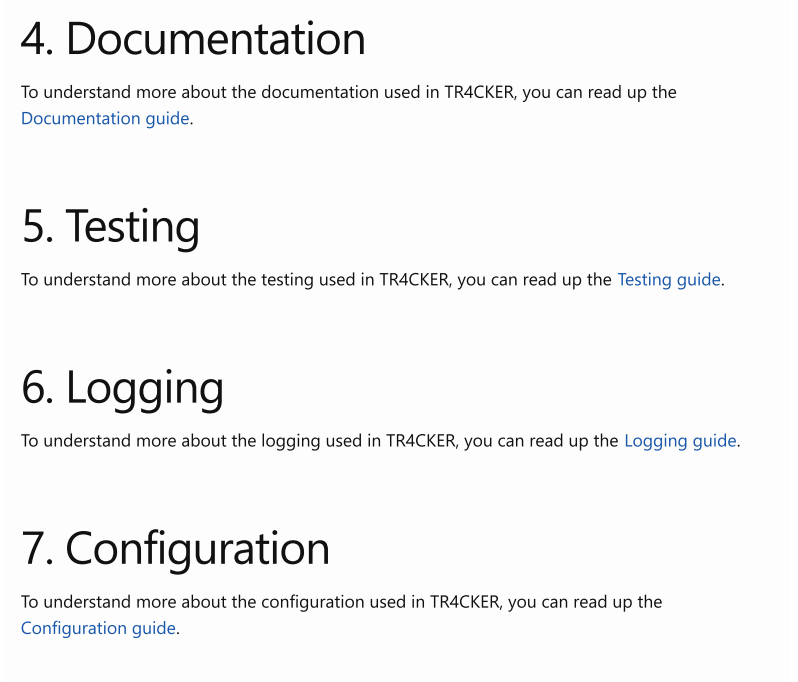 4. Documentation
To understand more about the documentation used in TR4CKER, you can read up the
Documentation guide.
5. Testing
To understand more about the testing used in TR4CKER, you can read up the Testing guide.
6. Logging
To understand more about the logging used in TR4CKER, you can read up the Logging guide.
7. Configuration
To understand more about the configuration used in TR4CKER, you can read up the
Configuration guide.